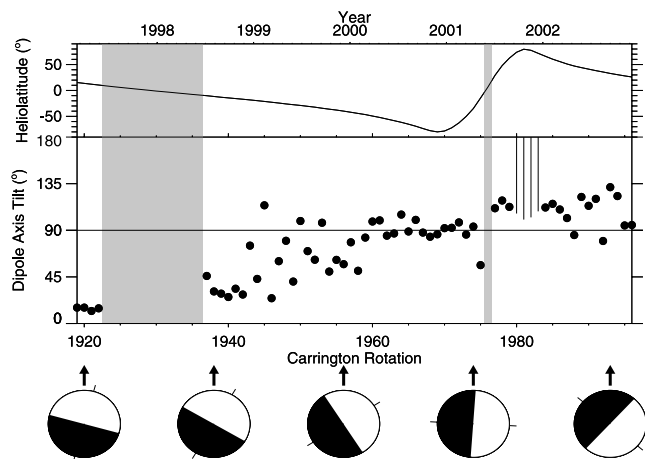 Year
1998 1999 2000 2001 2002
Heliolatitude (°)
50
0
-50
Dipole Axis Tilt (°)
180
135
90
45
0
1920 1940 1960 1980
Carrington Rotation